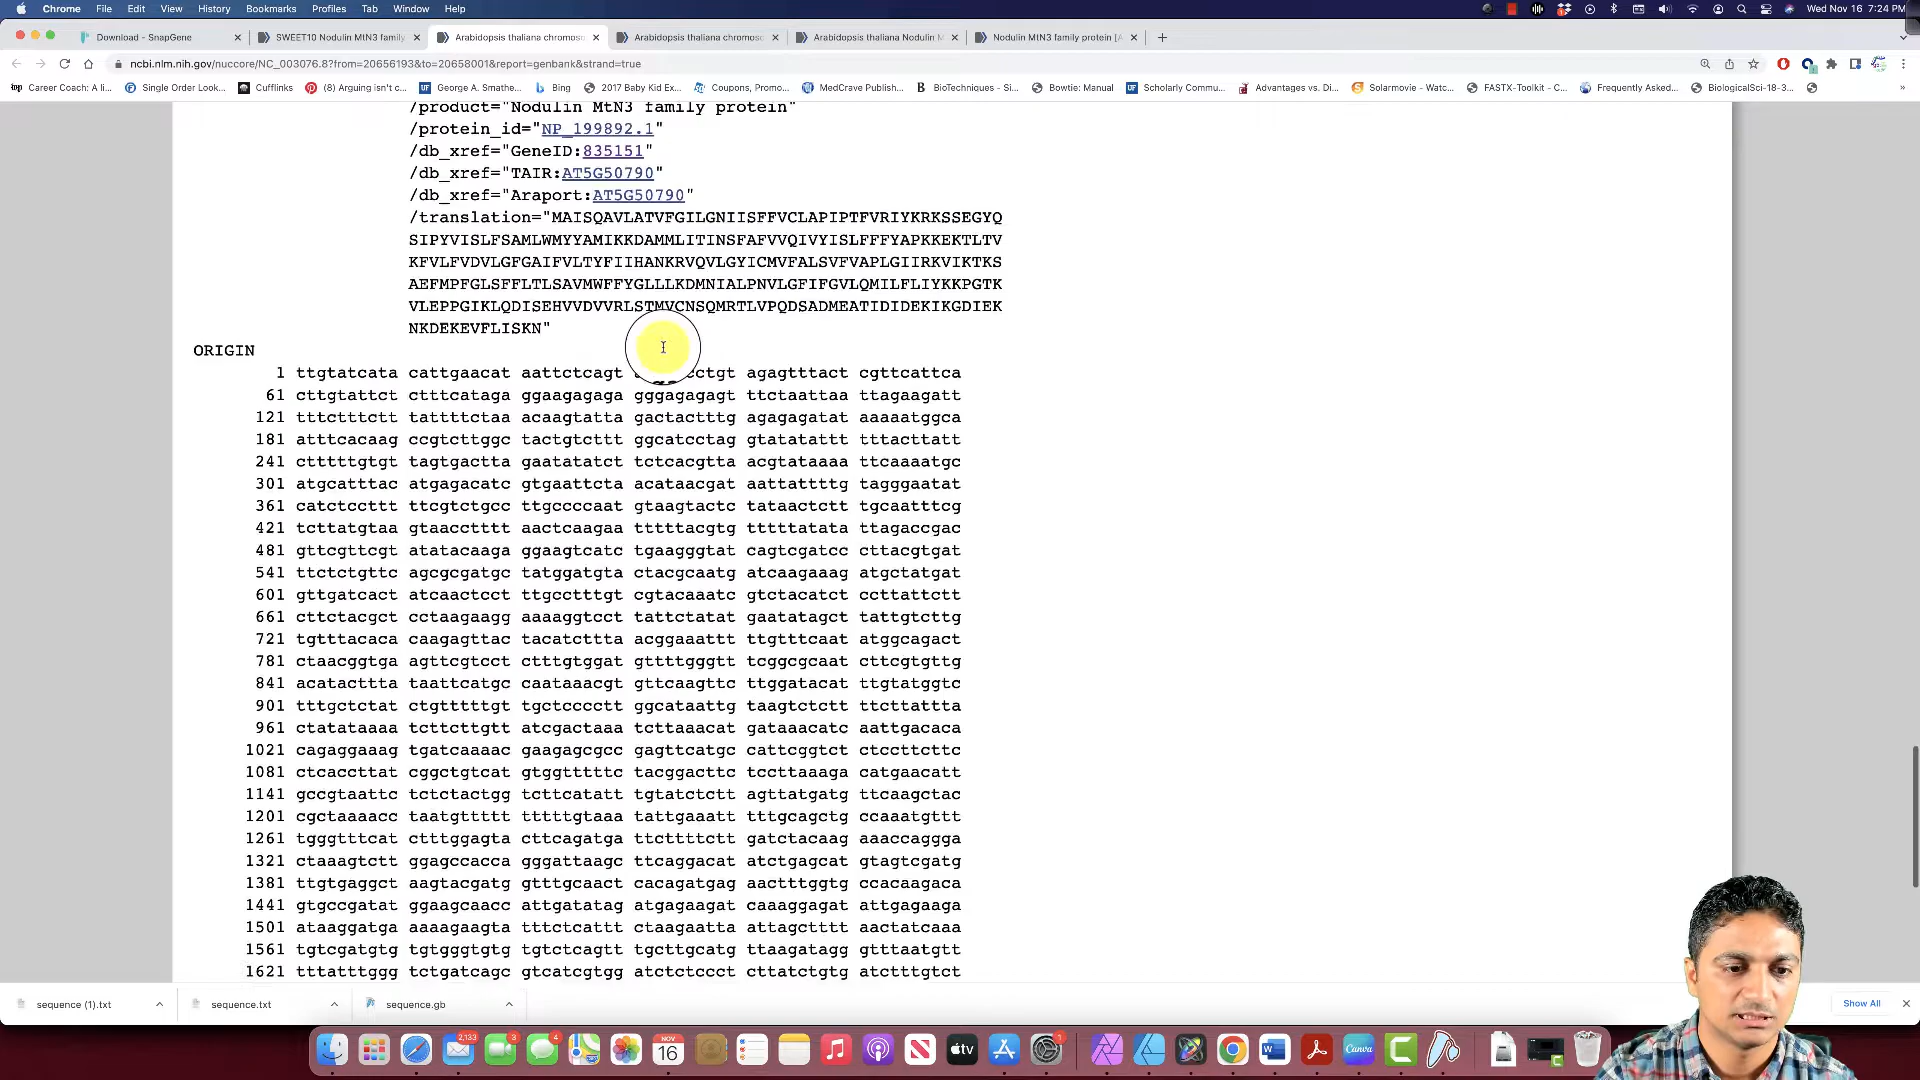 Chrome File Edit View History Bookmarks Profiles Tab Window Help Wed Nov 16 7:24 PM
Download - SnapGene SWEET10 Nodulin MtN3 family Arabidopsis thaliana chromoso Arabidopsis thaliana chromoso Arabidopsis thaliana Nodulin M Nodulin MtN3 family protein [A
ncbi.nlm.nih.gov/nuccore/NC_003076.8?from=20656193&to=20658001&report=genbank&strand=true
Career Coach: A li... Single Order Look... Cufflinks (8) Arguing isn't c... George A. Smathe... Bing 2017 Baby Kid Ex... Coupons, Promo... MedCrave Publish... BioTechniques - Si... Bowtie: Manual Scholarly Commu... Advantages vs. Di... Solarmovie - Watc... FASTX-Toolkit - C... Frequently Asked... BiologicalSci-18-3... »
/product="Nodulin MtN3 family protein"
/protein_id="NP_199892.1"
/db_xref="GeneID:835151"
/db_xref="TAIR:AT5G50790"
/db_xref="Araport:AT5G50790"
/translation="MAISQAVLATVFGILGNIISFFVCLAPIPTFVRIYKRKSSEGYQ
SIPYVISLFSAMLWMYYAMIKKDAMMLITINSFAFVVQIVYISLFFFYAPKKEKTLTV
KFVLFVDVLGFGAIFVLTYFIIHANKRVQVLGYICMVFALSVFVAPLGIIRKVIKTKS
AEFMPFGLSFFLTLSAVMWFFYGLLLKDMNIALPNVLGFIFGVLQMILFLIYKKPGTK
VLEPPGIKLQDISEHVVDVVRLSTMVCNSQMRTLVPQDSADMEATIDIDEKIKGDIEK
NKDEKEVFLISKN"
ORIGIN
1 ttgtatcata cattgaacat aattctcagt agagtttact cgttcattca
61 cttgtattct ctttcataga ggaagagaga gggagagagt ttctaattaa ttagaagatt
121 tttctttctt tattttctaa acaagtatta gactactttg agagagatat aaaaatggca
181 atttcacaag ccgtcttggc tactgtcttt ggcatcctag gtatatattt tttacttatt
241 ctttttgtgt tagtgactta gaatatatct tctcacgtta acgtataaaa ttcaaaatgc
301 atgcatttac atgagacatc gtgaattcta acataacgat aattattttg tagggaatat
361 catctccttt ttcgtctgcc ttgccccaat gtaagtactc tataactctt tgcaatttcg
421 tcttatgtaa gtaacctttt aactcaagaa tttttacgtg tttttatata ttagaccgac
481 gttcgttcgt atatacaaga ggaagtcatc tgaagggtat cagtcgatcc cttacgtgat
541 ttctctgttc agcgcgatgc tatggatgta ctacgcaatg atcaagaaag atgctatgat
601 gttgatcact atcaactcct ttgcctttgt cgtacaaatc gtctacatct ccttattctt
661 cttctacgct cctaagaagg aaaaggtcct tattctatat gaatatagct tattgtcttg
721 tgtttacaca caagagttac tacatcttta acggaaattt ttgtttcaat atggcagact
781 ctaacggtga agttcgtcct ctttgtggat gttttgggtt tcggcgcaat cttcgtgttg
841 acatacttta taattcatgc caataaacgt gttcaagttc ttggatacat ttgtatggtc
901 tttgctctat ctgtttttgt tgctcccctt ggcataattg taagtctctt tttcttattta
961 ctatataaaa tcttcttgtt atcgactaaa tcttaaacat gataaacatc aattgacaca
1021 cagaggaaag tgatcaaaac gaagagcgcc gagttcatgc cattcggtct ctccttcttc
1081 ctcaccttat cggctgtcat gtggtttttc tacggacttc tccttaaaga catgaacatt
1141 gccgtaattc tctctactgg tcttcatatt tgtatctctt agttatgatg ttcaagctac
1201 cgctaaaacc taatgttttt tttttgtaaa tattgaaatt tttgcagctg ccaaatgttt
1261 tgggtttcat ctttggagta cttcagatga ttcttttctt gatctacaag aaaccaggga
1321 ctaaagtctt ggagccacca gggattaagc ttcaggacat atctgagcat gtagtcgatg
1381 ttgtgaggct aagtacgatg gtttgcaact cacagatgag aactttggtg ccacaagaca
1441 gtgccgatat ggaagcaacc attgatatag atgagaagat caaaggagat attgagaaga
1501 ataaggatga aaaagaagta tttctcattt ctaagaatta attagctttt aactatcaaa
1561 tgtcgatgtg tgtgggtgtg tgtctcagtt tgcttgcatg ttaagatagg gtttaatgtt
1621 tttatttggg tctgatcagc gtcatcgtgg atctctccct cttatctgtg atctttgtct
sequence (1).txt sequence.txt sequence.gb Show All
2,133 3 4 NOV 16 tv 1 Canva